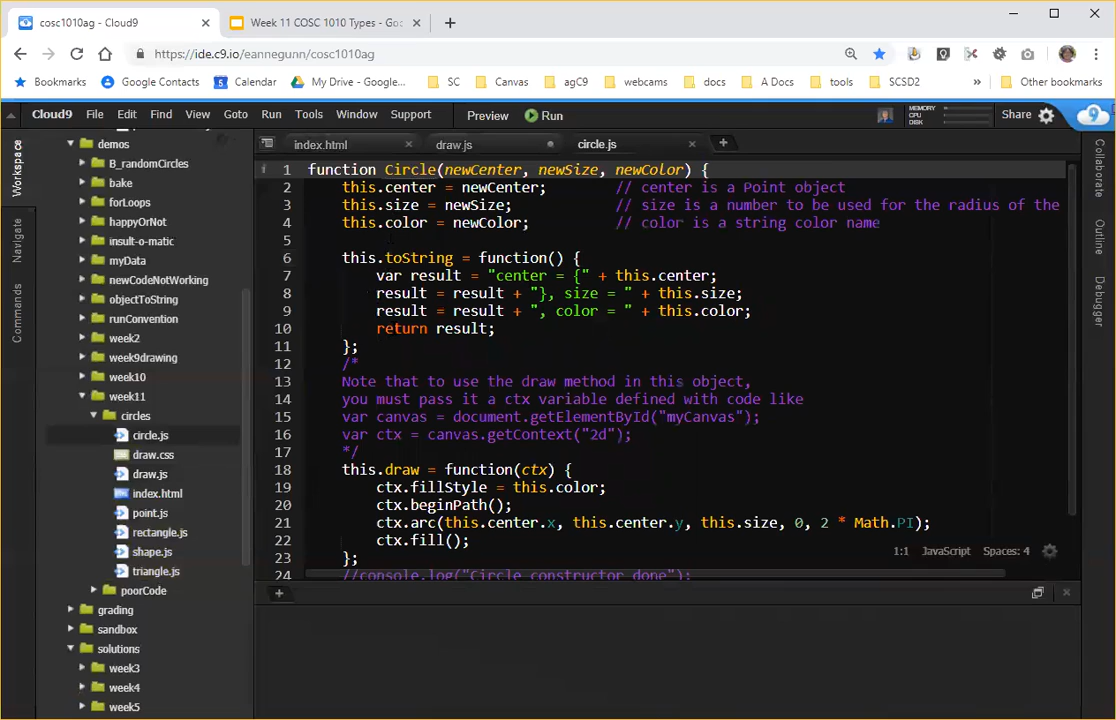 cosc1010ag - Cloud9
Week 11 COSC 1010 Types - Go
https://ide.c9.io/eannegunn/cosc1010ag
Bookmarks Google Contacts Calendar My Drive - Google... SC Canvas agC9 webcams docs A Docs tools SCSD2 » Other bookmarks
Cloud9 File Edit Find View Goto Run Tools Window Support Preview Run MEMORY CPU DISK Share
Workspace
Navigate
Commands
demos
B_randomCircles
bake
forLoops
happyOrNot
insult-o-matic
myData
newCodeNotWorking
objectToString
runConvention
week2
week9drawing
week10
week11
circles
circle.js
draw.css
draw.js
index.html
point.js
rectangle.js
shape.js
triangle.js
poorCode
grading
sandbox
solutions
week3
week4
week5
index.html draw.js circle.js
1 function Circle(newCenter, newSize, newColor) {
2 this.center = newCenter; // center is a Point object
3 this.size = newSize; // size is a number to be used for the radius of the
4 this.color = newColor; // color is a string color name
5
6 this.toString = function() {
7 var result = "center = {" + this.center;
8 result = result + "}, size = " + this.size;
9 result = result + ", color = " + this.color;
10 return result;
11 };
12 /*
13 Note that to use the draw method in this object,
14 you must pass it a ctx variable defined with code like
15 var canvas = document.getElementById("myCanvas");
16 var ctx = canvas.getContext("2d");
17 */
18 this.draw = function(ctx) {
19 ctx.fillStyle = this.color;
20 ctx.beginPath();
21 ctx.arc(this.center.x, this.center.y, this.size, 0, 2 * Math.PI);
22 ctx.fill();
23 };
24 //console.log("Circle constructor done");
1:1 JavaScript Spaces: 4
Collaborate
Outline
Debugger